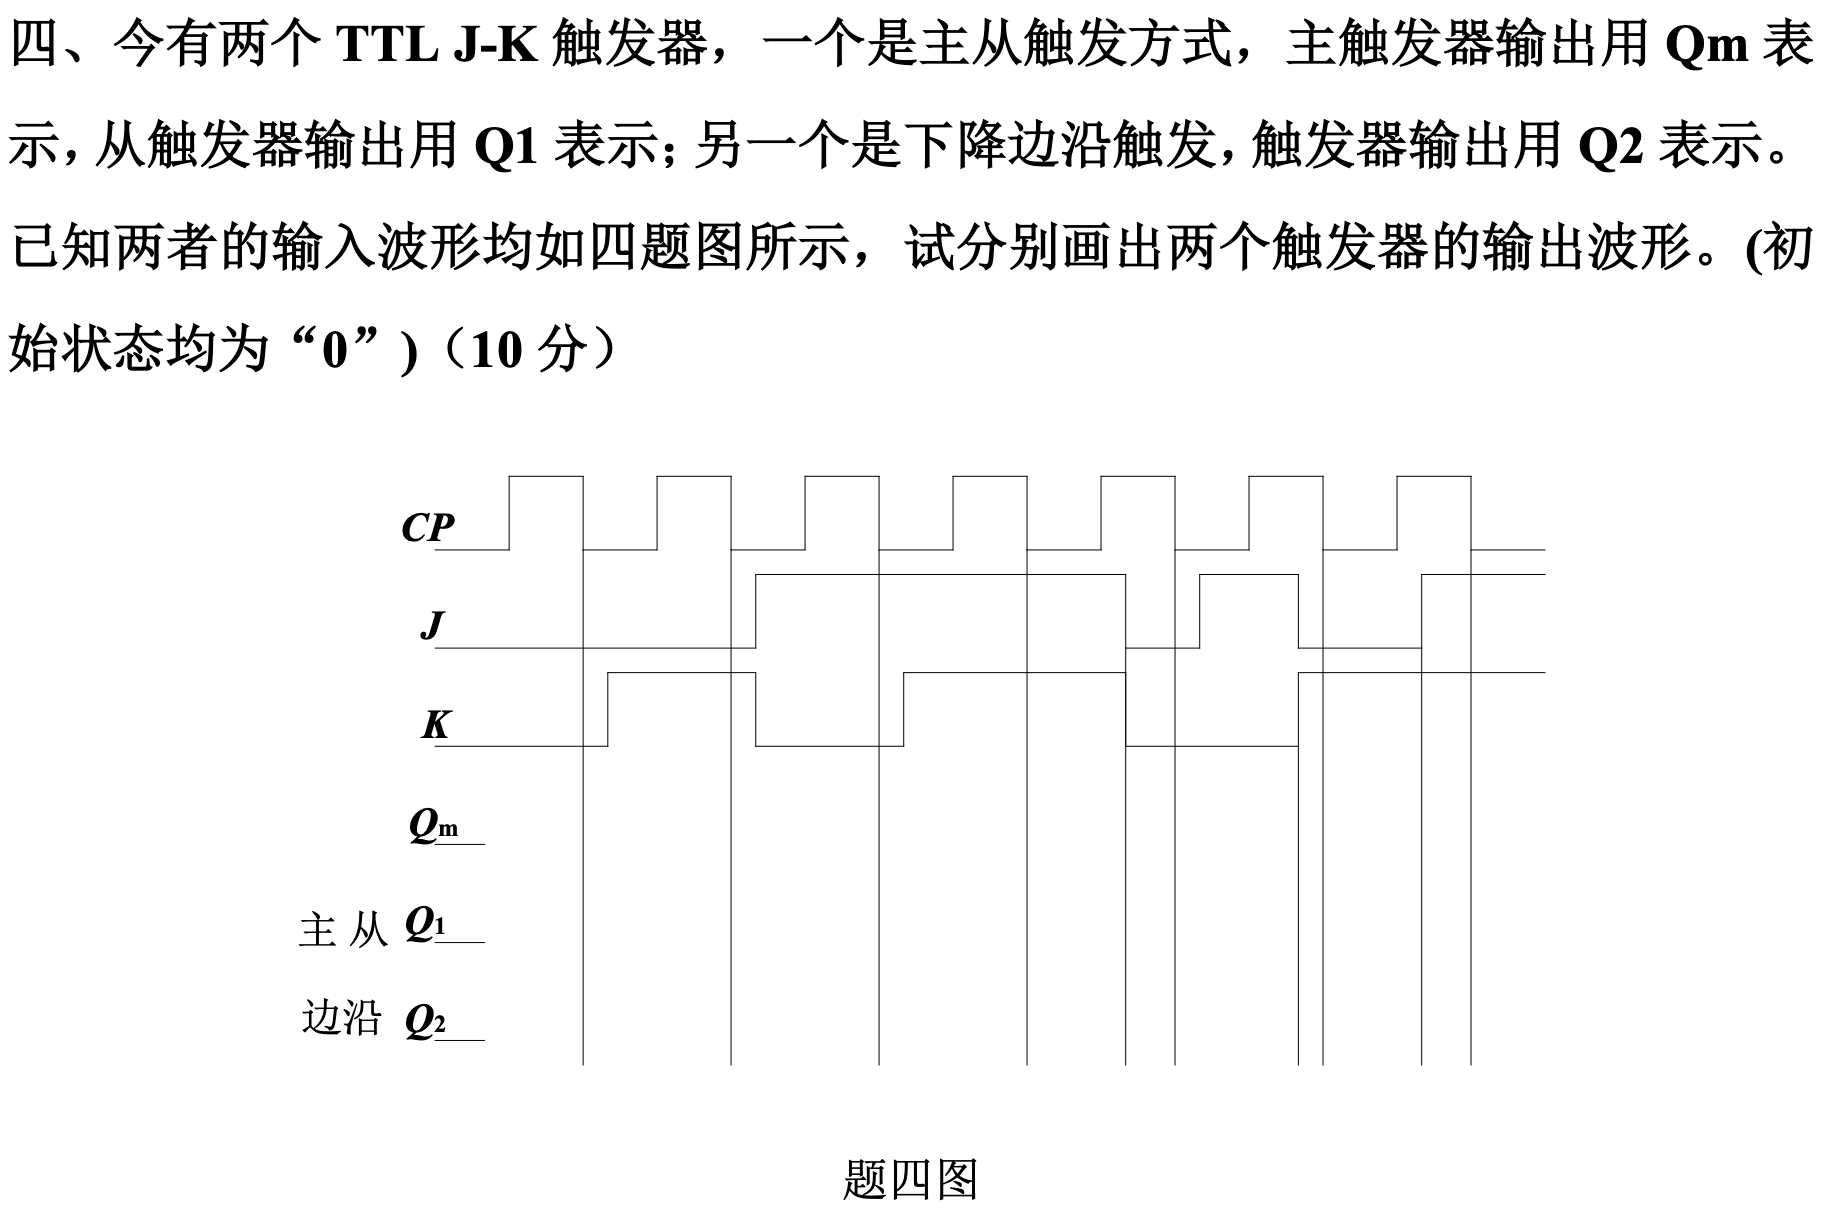 四、今有两个 TTL J-K 触发器，一个是主从触发方式，主触发器输出用 Qm 表
示，从触发器输出用 Q1 表示；另一个是下降边沿触发，触发器输出用 Q2 表示。
已知两者的输入波形均如四题图所示，试分别画出两个触发器的输出波形。(初
始状态均为“0”)（10 分）
CP
J
K
Qm
主 从 Q1
边沿 Q2
题四图